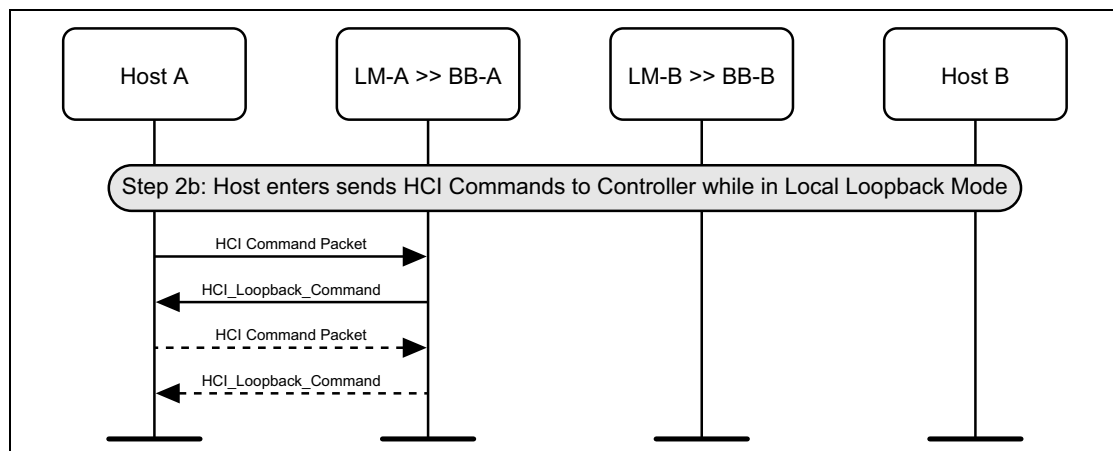 Host A
LM-A >> BB-A
LM-B >> BB-B
Host B
Step 2b: Host enters sends HCI Commands to Controller while in Local Loopback Mode
HCI Command Packet
HCI_Loopback_Command
HCI Command Packet
HCI_Loopback_Command